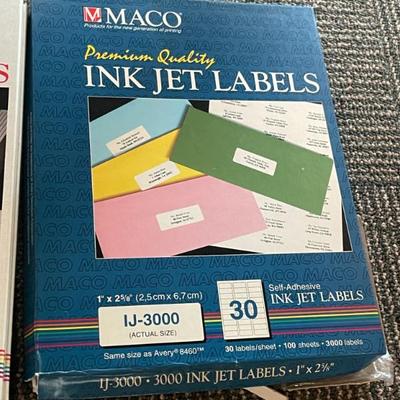 MACO
Products for the new generation of printing
Premium Quality
INK JET LABELS
1" x 2⅝" (2,5cm x 6,7cm)
IJ-3000
(ACTUAL SIZE)
Same size as Avery® 8460™
30
Self-Adhesive
INK JET LABELS
30 labels/sheet • 100 sheets • 3000 labels
IJ-3000 • 3000 INK JET LABELS • 1" x 2⅝"